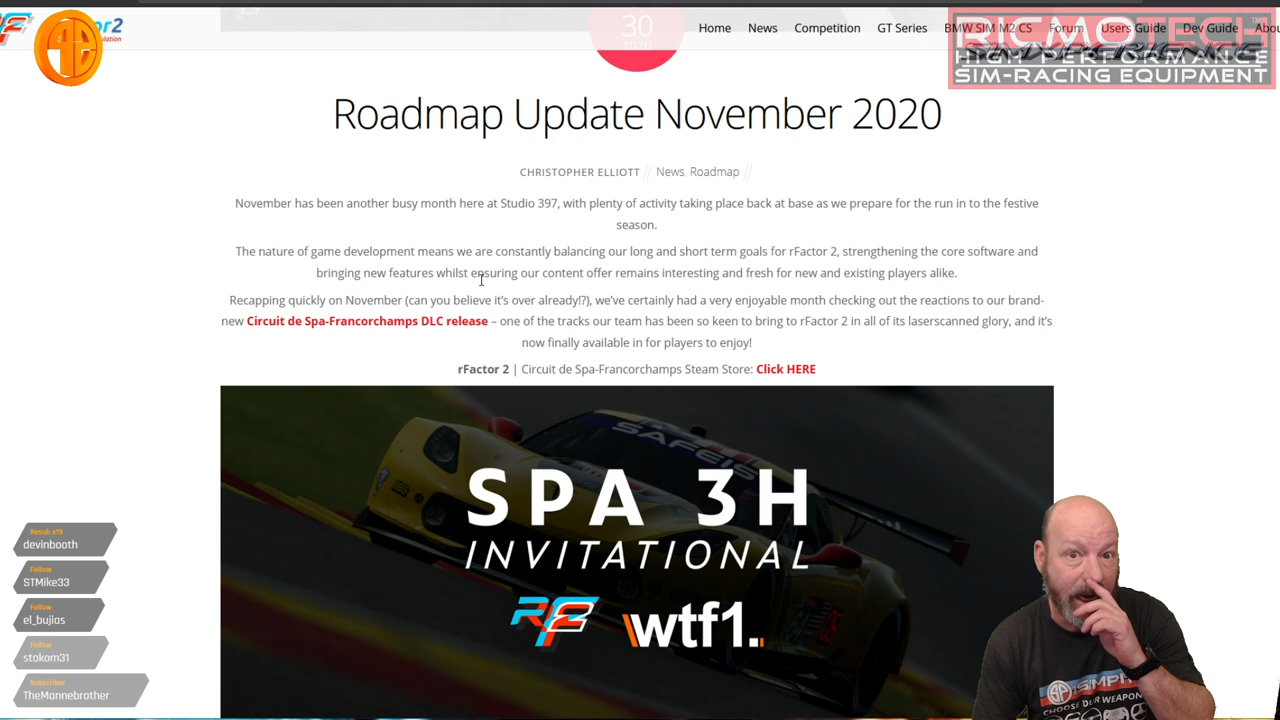 30
2020
Home News Competition GT Series BMW SIM M2 CS Forum Users Guide Dev Guide
RICMOTECH
SIMXPERIENCE
HIGH PERFORMANCE
SIM-RACING EQUIPMENT
Roadmap Update November 2020
CHRISTOPHER ELLIOTT // News, Roadmap //
November has been another busy month here at Studio 397, with plenty of activity taking place back at base as we prepare for the run in to the festive
season.
The nature of game development means we are constantly balancing our long and short term goals for rFactor 2, strengthening the core software and
bringing new features whilst ensuring our content offer remains interesting and fresh for new and existing players alike.
Recapping quickly on November (can you believe it's over already!?), we've certainly had a very enjoyable month checking out the reactions to our brand-
new Circuit de Spa-Francorchamps DLC release – one of the tracks our team has been so keen to bring to rFactor 2 in all of its laserscanned glory, and it's
now finally available in for players to enjoy!
rFactor 2 | Circuit de Spa-Francorchamps Steam Store: Click HERE
SPA 3H
INVITATIONAL
RF2 \wtf1.
Resub x19
devinbooth
Follow
STMike33
Follow
el_bujias
Follow
stokom31
Subscriber
TheMannebrother
CHOOSE YOUR WEAPON